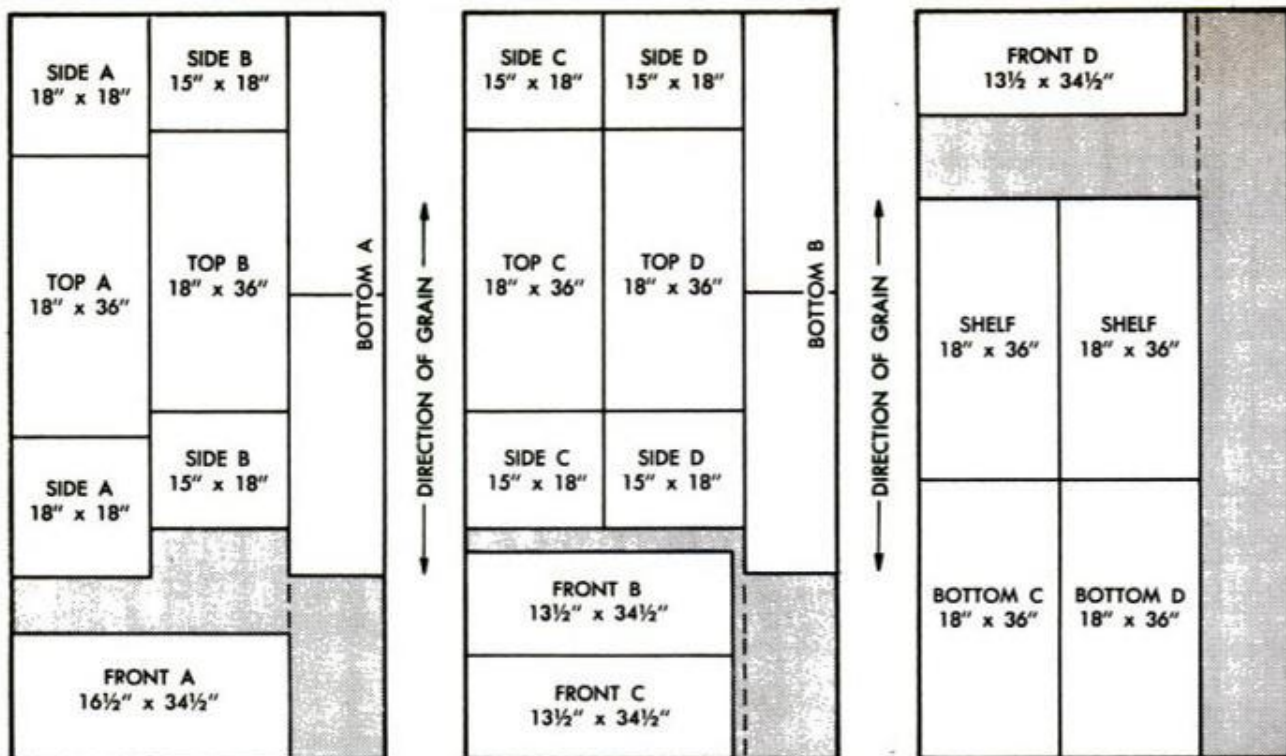 SIDE A
18″ x 18″
SIDE B
15″ x 18″
TOP A
18″ x 36″
TOP B
18″ x 36″
BOTTOM A
SIDE A
18″ x 18″
SIDE B
15″ x 18″
FRONT A
16½″ x 34½″
DIRECTION OF GRAIN
SIDE C
15″ x 18″
SIDE D
15″ x 18″
TOP C
18″ x 36″
TOP D
18″ x 36″
BOTTOM B
SIDE C
15″ x 18″
SIDE D
15″ x 18″
FRONT B
13½″ x 34½″
FRONT C
13½″ x 34½″
DIRECTION OF GRAIN
FRONT D
13½ x 34½″
SHELF
18″ x 36″
SHELF
18″ x 36″
BOTTOM C
18″ x 36″
BOTTOM D
18″ x 36″